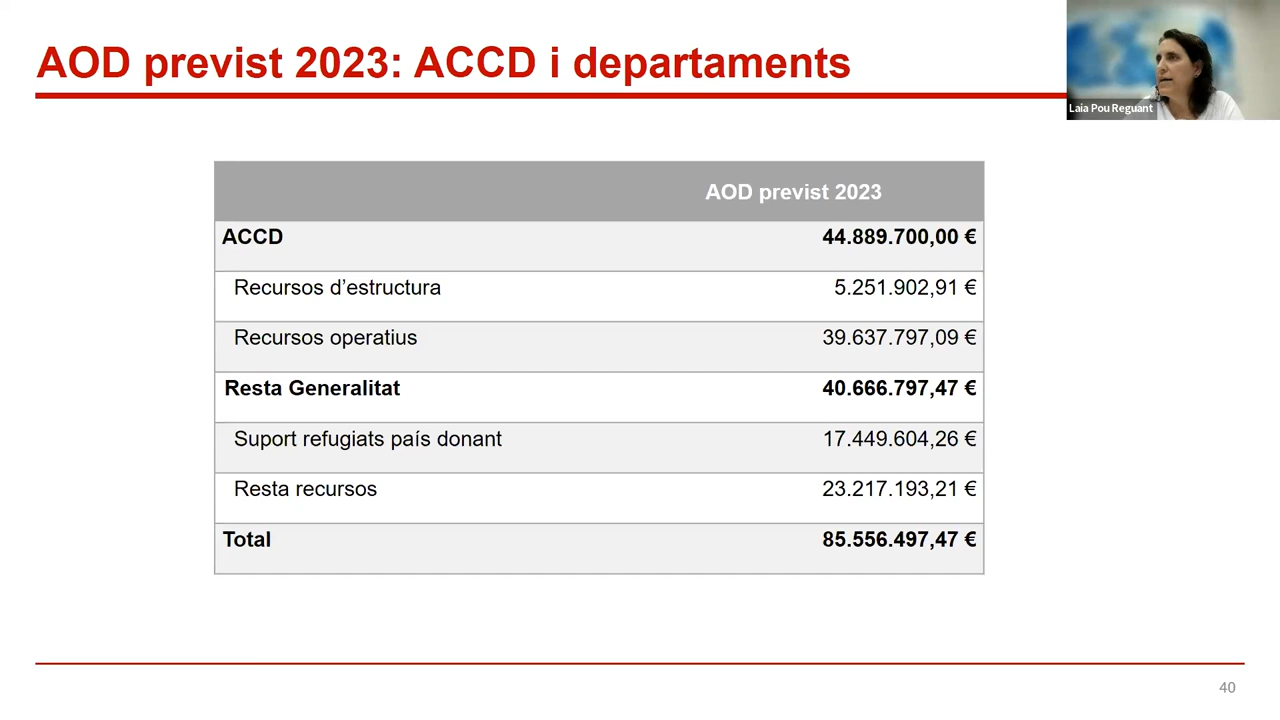 AOD previst 2023: ACCD i departaments
Laia Pou Reguant
AOD previst 2023
ACCD 44.889.700,00 €
Recursos d’estructura 5.251.902,91 €
Recursos operatius 39.637.797,09 €
Resta Generalitat 40.666.797,47 €
Suport refugiats país donant 17.449.604,26 €
Resta recursos 23.217.193,21 €
Total 85.556.497,47 €
40